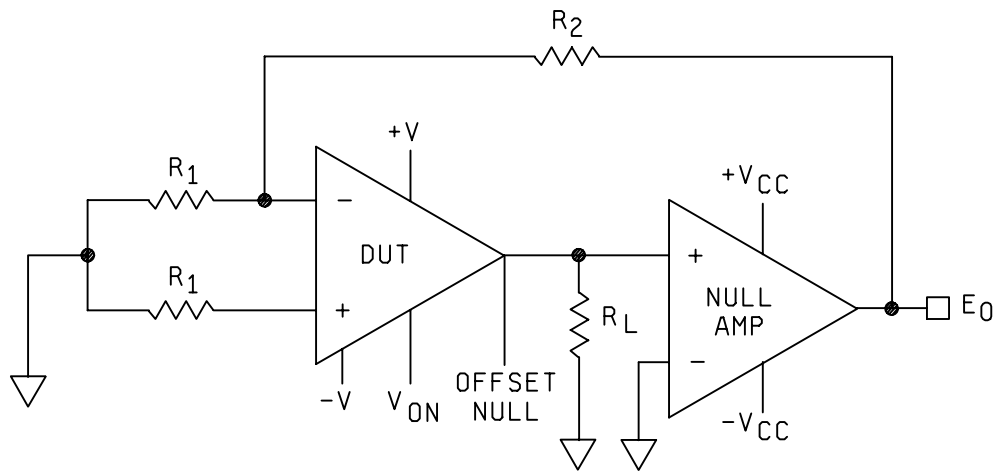 R2
+V
R1
−
+VCC
DUT
+
NULL
AMP
EO
R1
+
RL
−
−V
VON
OFFSET
NULL
−VCC